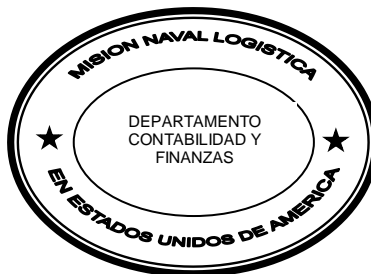 MISION NAVAL LOGISTICA
DEPARTAMENTO
CONTABILIDAD Y
FINANZAS
EN ESTADOS UNIDOS DE AMERICA